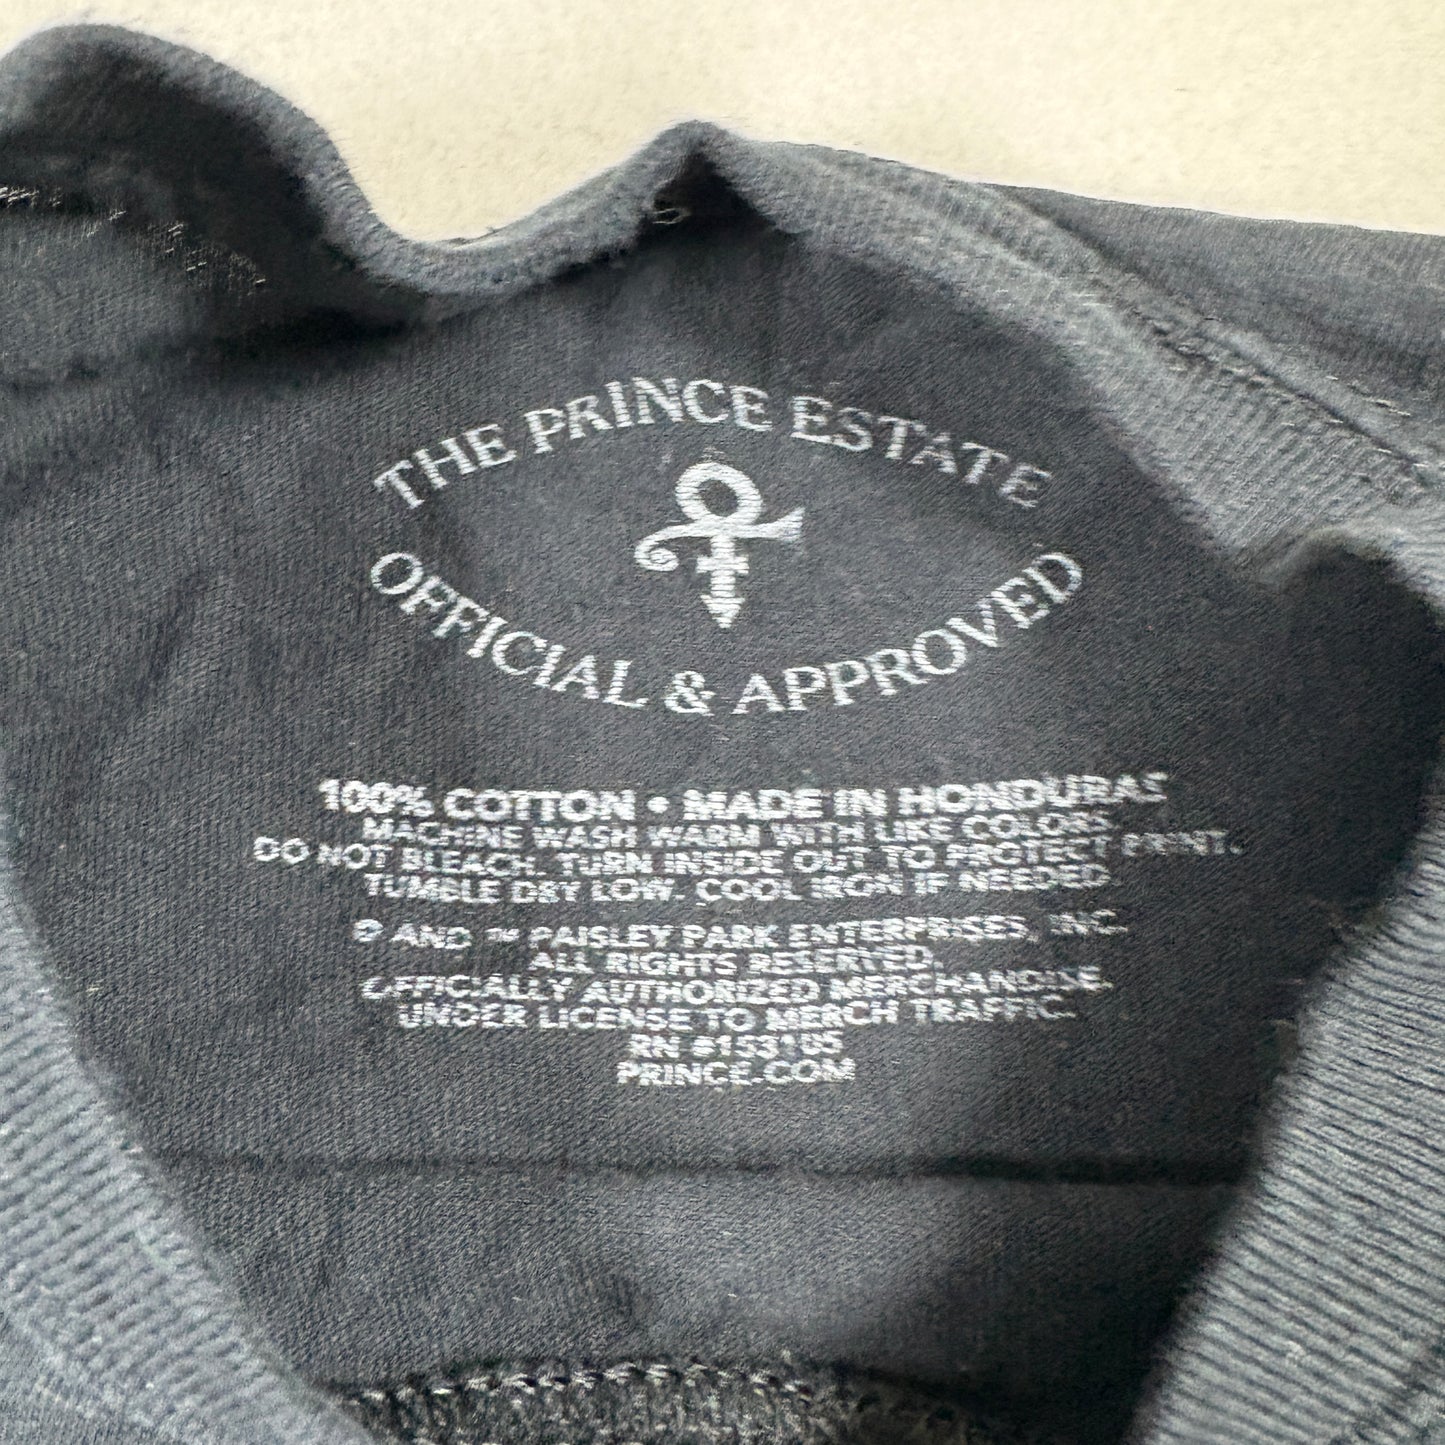 THE PRINCE ESTATE
OFFICIAL & APPROVED
100% COTTON • MADE IN HONDURAS
MACHINE WASH WARM WITH LIKE COLORS
DO NOT BLEACH. TURN INSIDE OUT TO PROTECT PRINT.
TUMBLE DRY LOW. COOL IRON IF NEEDED.
© AND ™ PAISLEY PARK ENTERPRISES, INC.
ALL RIGHTS RESERVED.
OFFICIALLY AUTHORIZED MERCHANDISE
UNDER LICENSE TO MERCH TRAFFIC.
RN #153105
PRINCE.COM